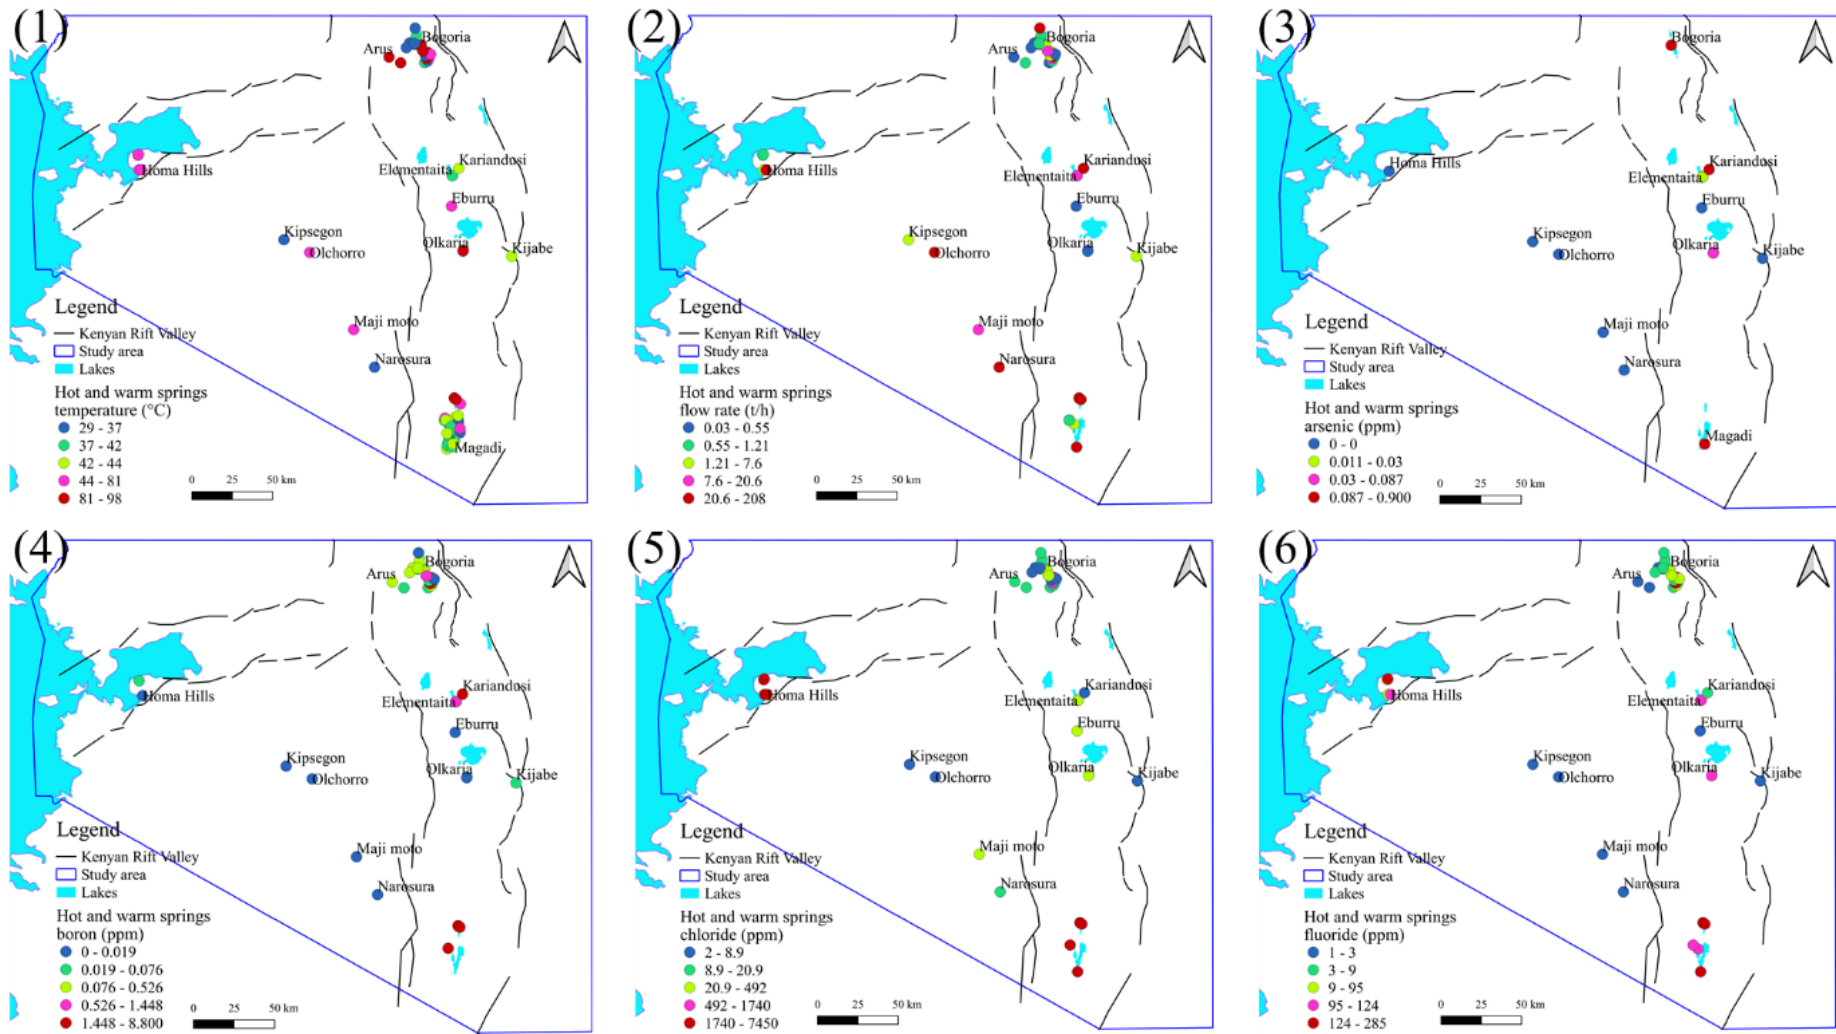 (1)
Arus
Bogoria
Kariandusi
Elementaita
Homa Hills
Eburru
Kipsegon
Olchorro
Olkaria
Kijabe
Maji moto
Narosura
Magadi
Legend
Kenyan Rift Valley
Study area
Lakes
Hot and warm springs
temperature (°C)
29 - 37
37 - 42
42 - 44
44 - 81
81 - 98
0 25 50 km
(2)
Arus
Bogoria
Kariandusi
Elementaita
Homa Hills
Eburru
Kipsegon
Olchorro
Olkaria
Kijabe
Maji moto
Narosura
Legend
Kenyan Rift Valley
Study area
Lakes
Hot and warm springs
flow rate (t/h)
0.03 - 0.55
0.55 - 1.21
1.21 - 7.6
7.6 - 20.6
20.6 - 208
0 25 50 km
(3)
Bogoria
Kariandusi
Elementaita
Homa Hills
Eburru
Kipsegon
Olchorro
Olkaria
Kijabe
Maji moto
Narosura
Magadi
Legend
Kenyan Rift Valley
Study area
Lakes
Hot and warm springs
arsenic (ppm)
0 - 0
0.011 - 0.03
0.03 - 0.087
0.087 - 0.900
0 25 50 km
(4)
Arus
Bogoria
Kariandusi
Elementaita
Homa Hills
Eburru
Kipsegon
Olchorro
Olkaria
Kijabe
Maji moto
Narosura
Legend
Kenyan Rift Valley
Study area
Lakes
Hot and warm springs
boron (ppm)
0 - 0.019
0.019 - 0.076
0.076 - 0.526
0.526 - 1.448
1.448 - 8.800
0 25 50 km
(5)
Arus
Bogoria
Kariandusi
Elementaita
Homa Hills
Eburru
Kipsegon
Olchorro
Olkaria
Kijabe
Maji moto
Narosura
Legend
Kenyan Rift Valley
Study area
Lakes
Hot and warm springs
chloride (ppm)
2 - 8.9
8.9 - 20.9
20.9 - 492
492 - 1740
1740 - 7450
0 25 50 km
(6)
Arus
Bogoria
Kariandusi
Elementaita
Homa Hills
Eburru
Kipsegon
Olchorro
Olkaria
Kijabe
Maji moto
Narosura
Legend
Kenyan Rift Valley
Study area
Lakes
Hot and warm springs
fluoride (ppm)
1 - 3
3 - 9
9 - 95
95 - 124
124 - 285
0 25 50 km